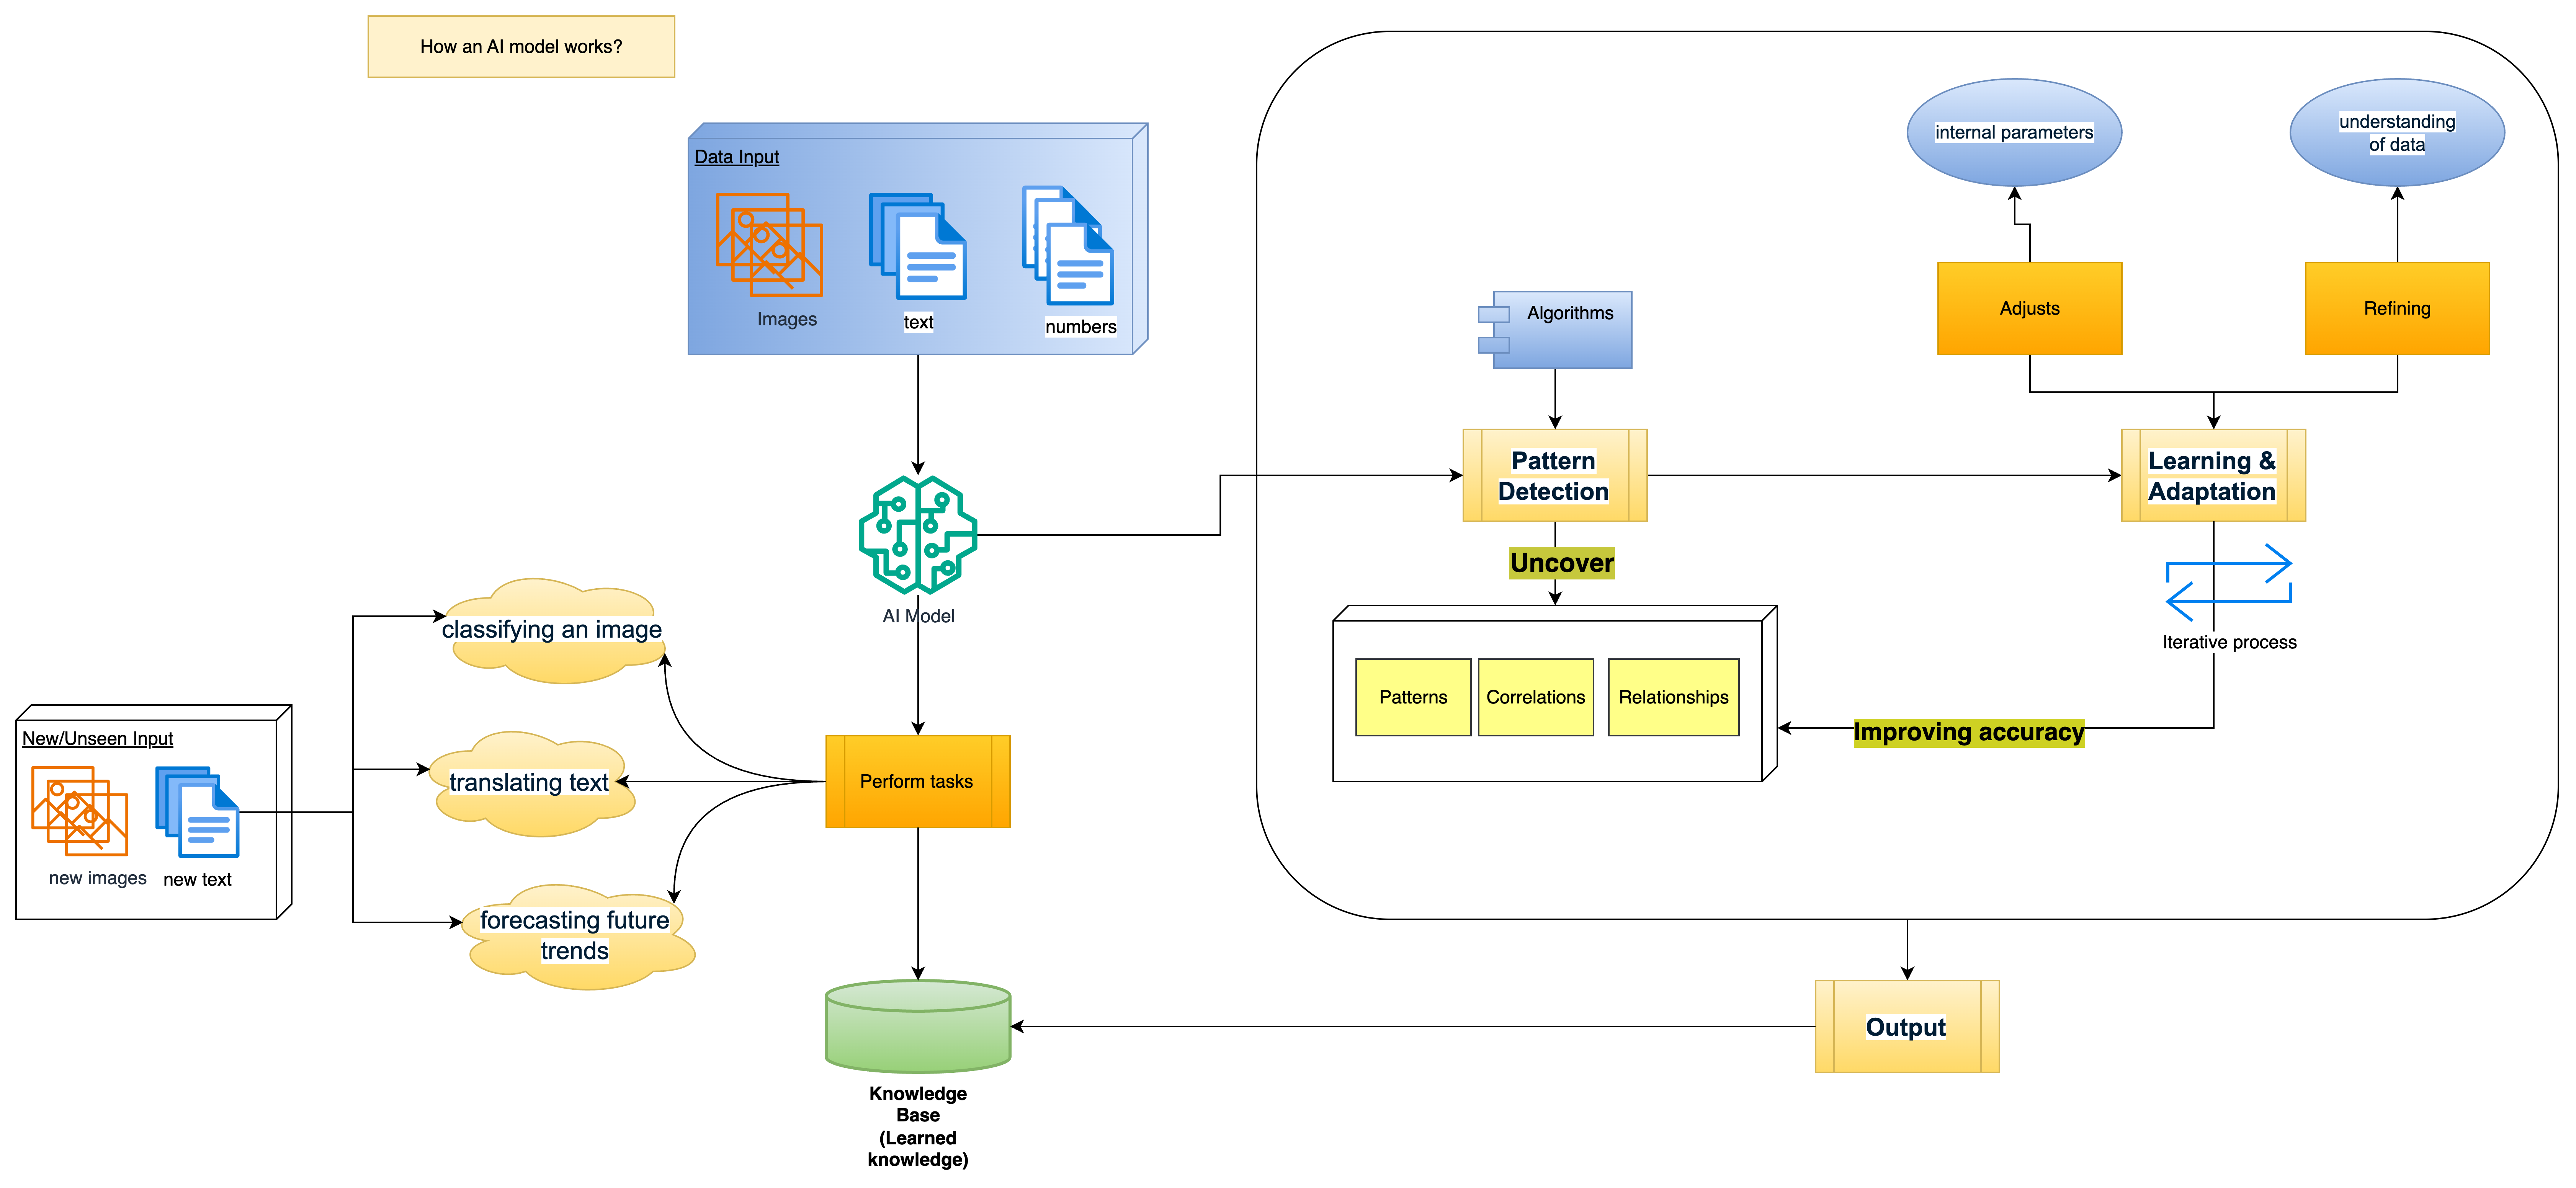 How an AI model works?
Data Input
Images
text
numbers
internal parameters
understanding
of data
Algorithms
Adjusts
Refining
Pattern
Detection
Learning &
Adaptation
Uncover
AI Model
Iterative process
classifying an image
Patterns
Correlations
Relationships
Improving accuracy
New/Unseen Input
new images
new text
translating text
Perform tasks
forecasting future
trends
Output
Knowledge
Base
(Learned
knowledge)